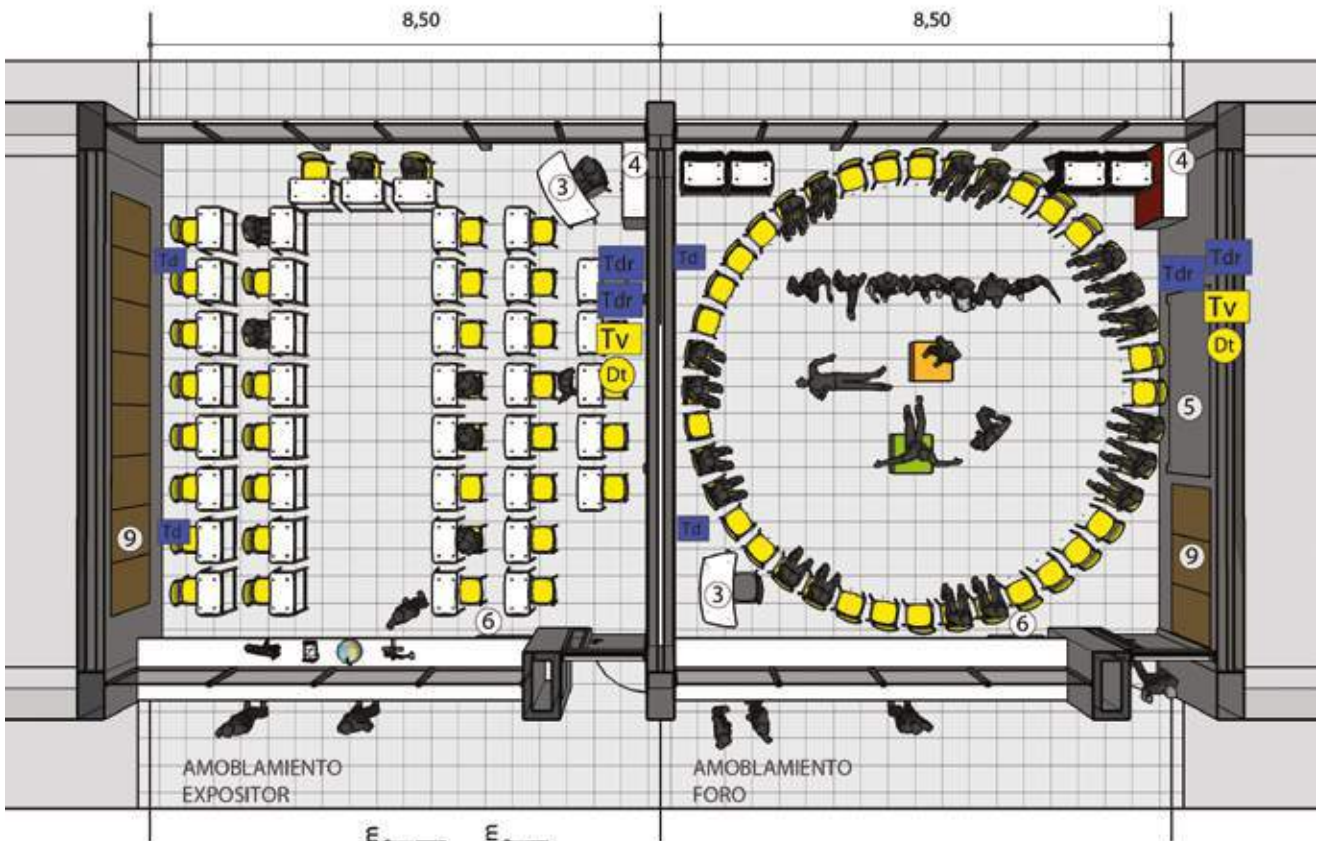 8,50
8,50
3
4
4
Td
Tdr
Td
Tdr
Tdr
Tdr
Tv
Tv
Dt
Dt
5
9
Td
Td
9
3
6
6
AMOBLAMIENTO
EXPOSITOR
AMOBLAMIENTO
FORO